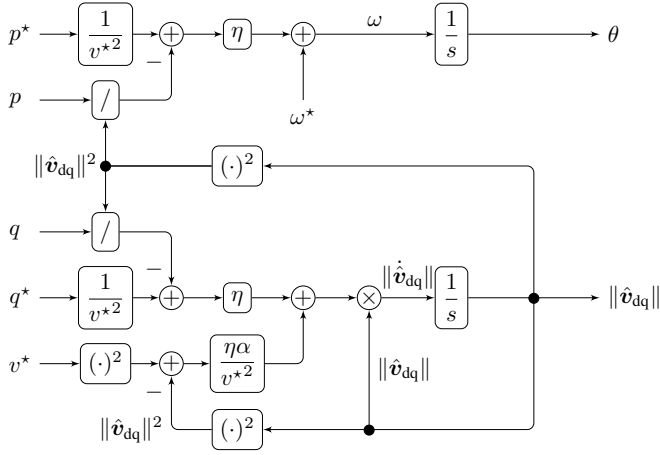 p⋆ 1/v⋆² + η + ω 1/s θ
−
p / ω⋆
‖v̂dq‖² (·)²
q /
−
q⋆ 1/v⋆² + η + × ‖v̂̇dq‖ 1/s ‖v̂dq‖
v⋆ (·)² + ηα/v⋆² ‖v̂dq‖
−
‖v̂dq‖² (·)²